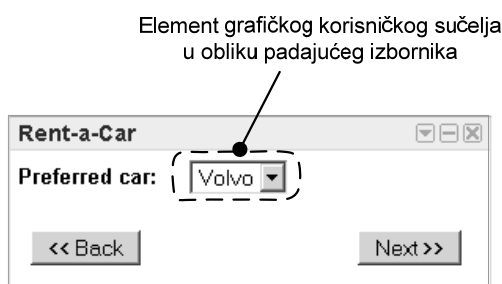 Element grafičkog korisničkog sučelja
u obliku padajućeg izbornika
Rent-a-Car
Preferred car: Volvo
<< Back Next >>